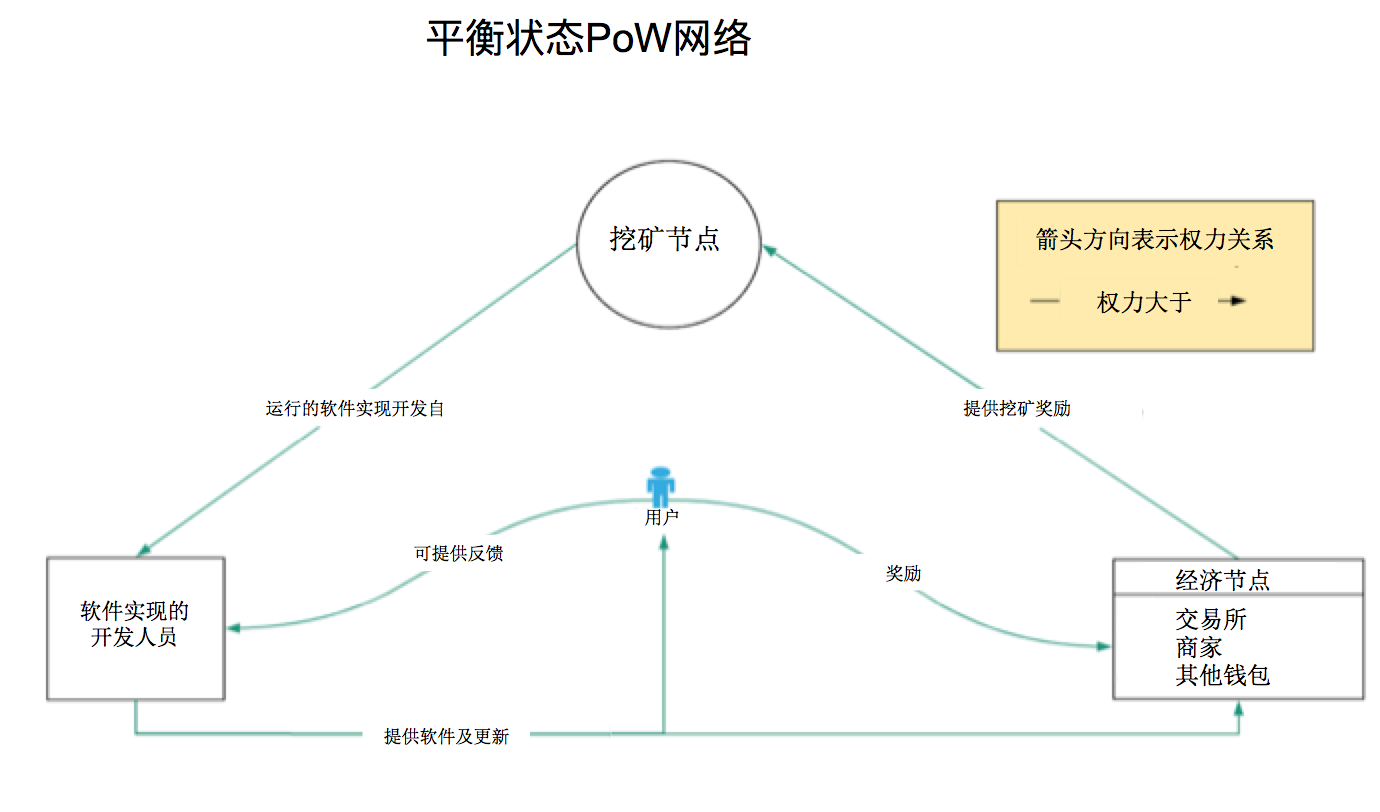 平衡状态PoW网络
挖矿节点
箭头方向表示权力关系
权力大于
运行的软件实现开发自
提供挖矿奖励
用户
可提供反馈
奖励
软件实现的
开发人员
经济节点
交易所
商家
其他钱包
提供软件及更新